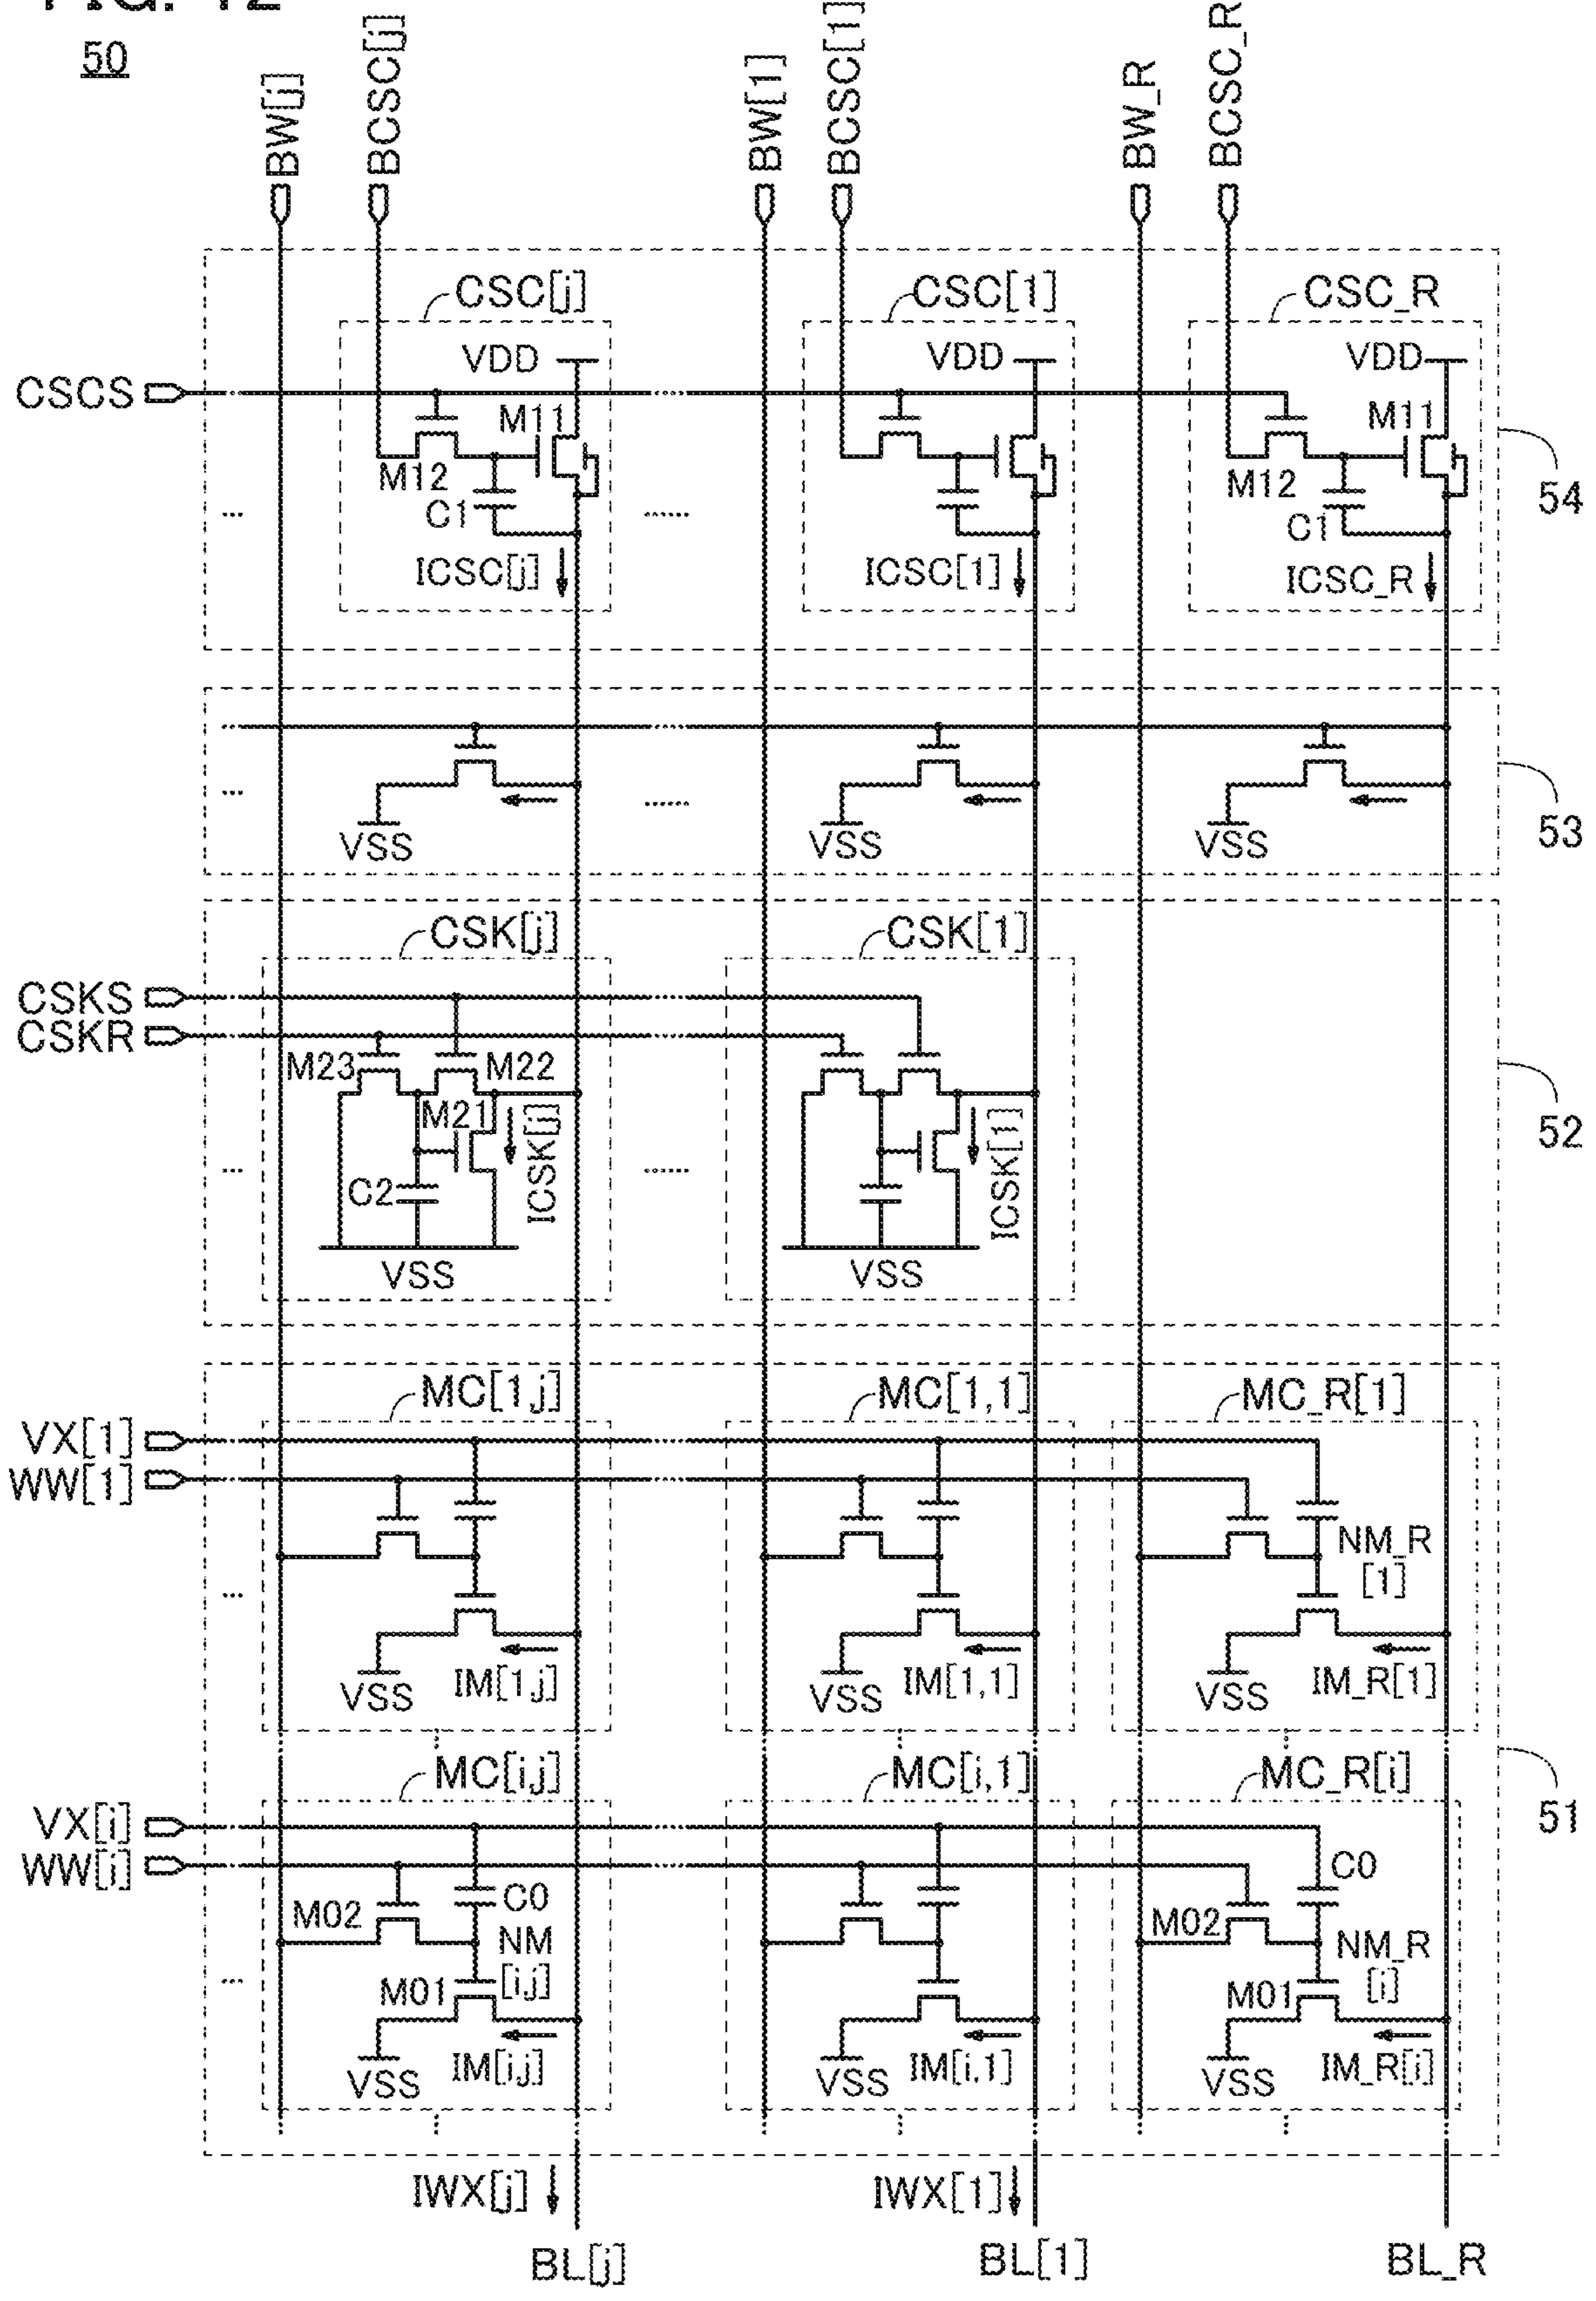 FIG. 12
50
BW[j]
BCSC[j]
BW[1]
BCSC[1]
BW_R
BCSC_R
CSC[j]
CSC[1]
CSC_R
VDD
VDD
VDD
CSCS
M11
M11
M12
M12
C1
C1
54
ICSC[j]
ICSC[1]
ICSC_R
VSS
VSS
VSS
53
CSK[j]
CSK[1]
CSKS
CSKR
M23
M22
M21
ICSK[j]
ICSK[1]
52
C2
VSS
VSS
MC[1,j]
MC[1,1]
MC_R[1]
VX[1]
WW[1]
NM_R
[1]
VSS
IM[1,j]
VSS
IM[1,1]
VSS
IM_R[1]
MC[i,j]
MC[i,1]
MC_R[i]
51
VX[i]
WW[i]
C0
C0
M02
M02
NM
[i,j]
NM_R
[i]
M01
M01
VSS
IM[i,j]
VSS
IM[i,1]
VSS
IM_R[i]
IWX[j]
IWX[1]
BL[j]
BL[1]
BL_R